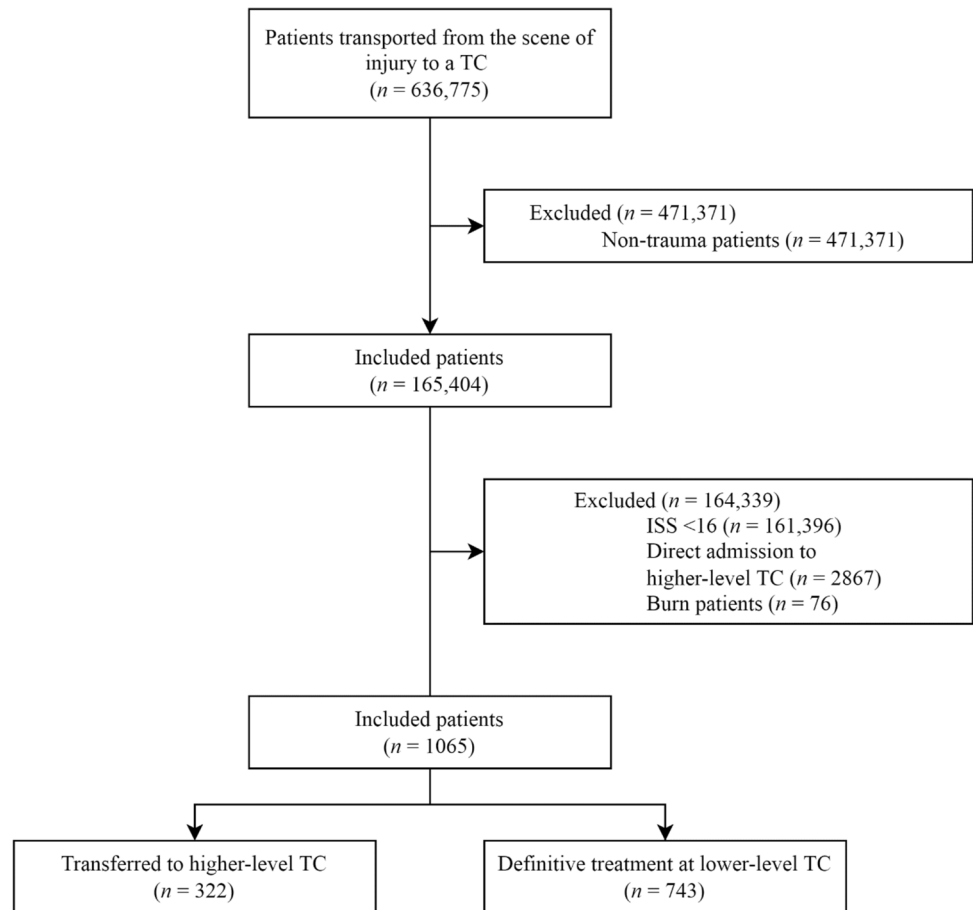 Patients transported from the scene of
injury to a TC
(n = 636,775)
Excluded (n = 471,371)
Non-trauma patients (n = 471,371)
Included patients
(n = 165,404)
Excluded (n = 164,339)
ISS <16 (n = 161,396)
Direct admission to
higher-level TC (n = 2867)
Burn patients (n = 76)
Included patients
(n = 1065)
Transferred to higher-level TC
(n = 322)
Definitive treatment at lower-level TC
(n = 743)